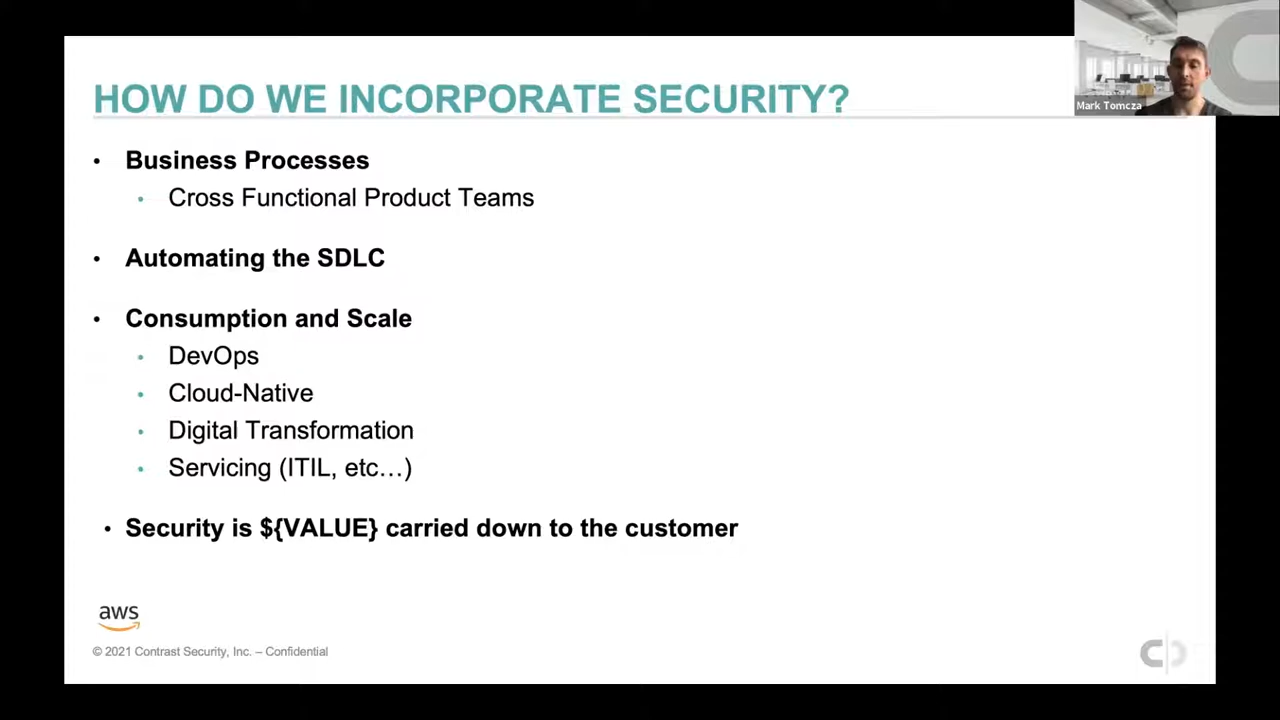 HOW DO WE INCORPORATE SECURITY?
Mark Tomcza
• Business Processes
• Cross Functional Product Teams
• Automating the SDLC
• Consumption and Scale
• DevOps
• Cloud-Native
• Digital Transformation
• Servicing (ITIL, etc…)
• Security is ${VALUE} carried down to the customer
aws
© 2021 Contrast Security, Inc. – Confidential